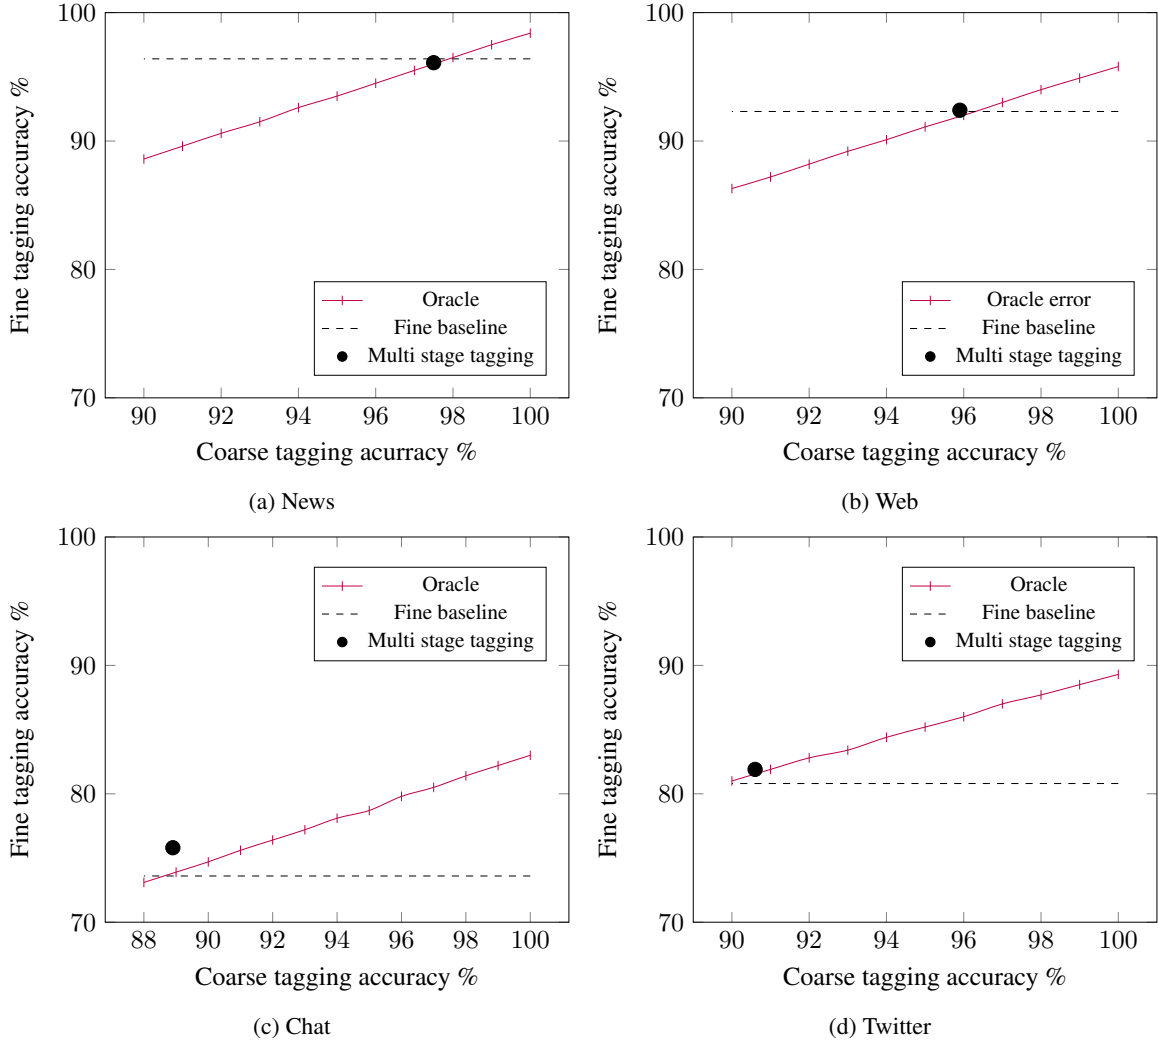 100
90
80
70
Fine tagging accuracy %
Oracle
Fine baseline
Multi stage tagging
90 92 94 96 98 100
Coarse tagging acurracy %
(a) News
100
90
80
70
Fine tagging accuracy %
Oracle error
Fine baseline
Multi stage tagging
90 92 94 96 98 100
Coarse tagging accuracy %
(b) Web
100
90
80
70
Fine tagging accuracy %
Oracle
Fine baseline
Multi stage tagging
88 90 92 94 96 98 100
Coarse tagging accuracy %
(c) Chat
100
90
80
70
Fine tagging accuracy %
Oracle
Fine baseline
Multi stage tagging
90 92 94 96 98 100
Coarse tagging accuracy %
(d) Twitter